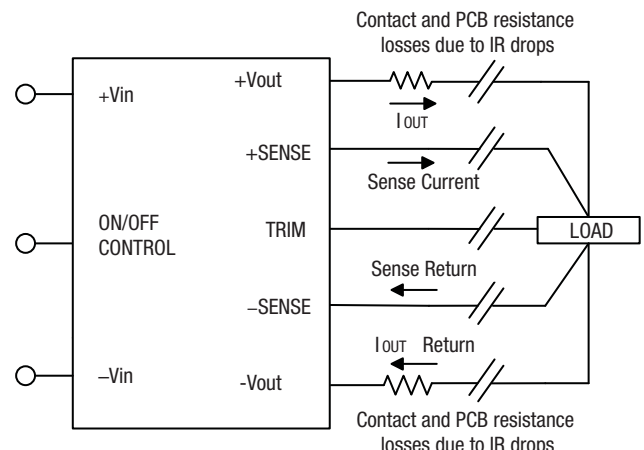 Contact and PCB resistance
losses due to IR drops
+Vout
+Vin
IOUT
+SENSE
Sense Current
ON/OFF
CONTROL
TRIM
LOAD
Sense Return
−SENSE
IOUT Return
−Vin
-Vout
Contact and PCB resistance
losses due to IR drops